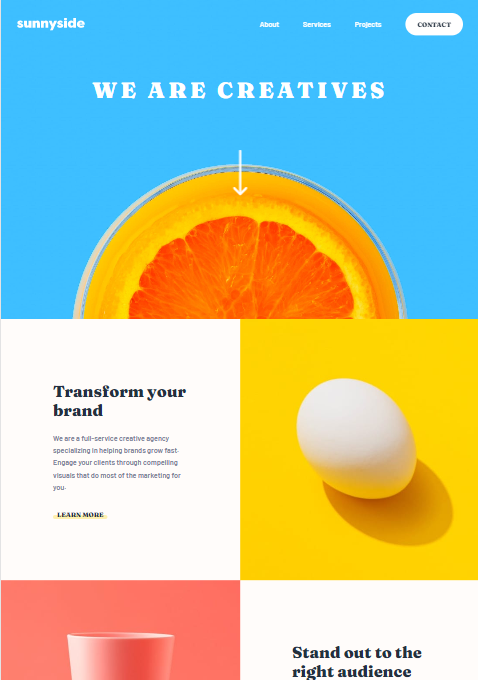 sunnyside
About Services Projects CONTACT
WE ARE CREATIVES
Transform your
brand
We are a full-service creative agency
specializing in helping brands grow fast.
Engage your clients through compelling
visuals that do most of the marketing for
you.
LEARN MORE
Stand out to the
right audience